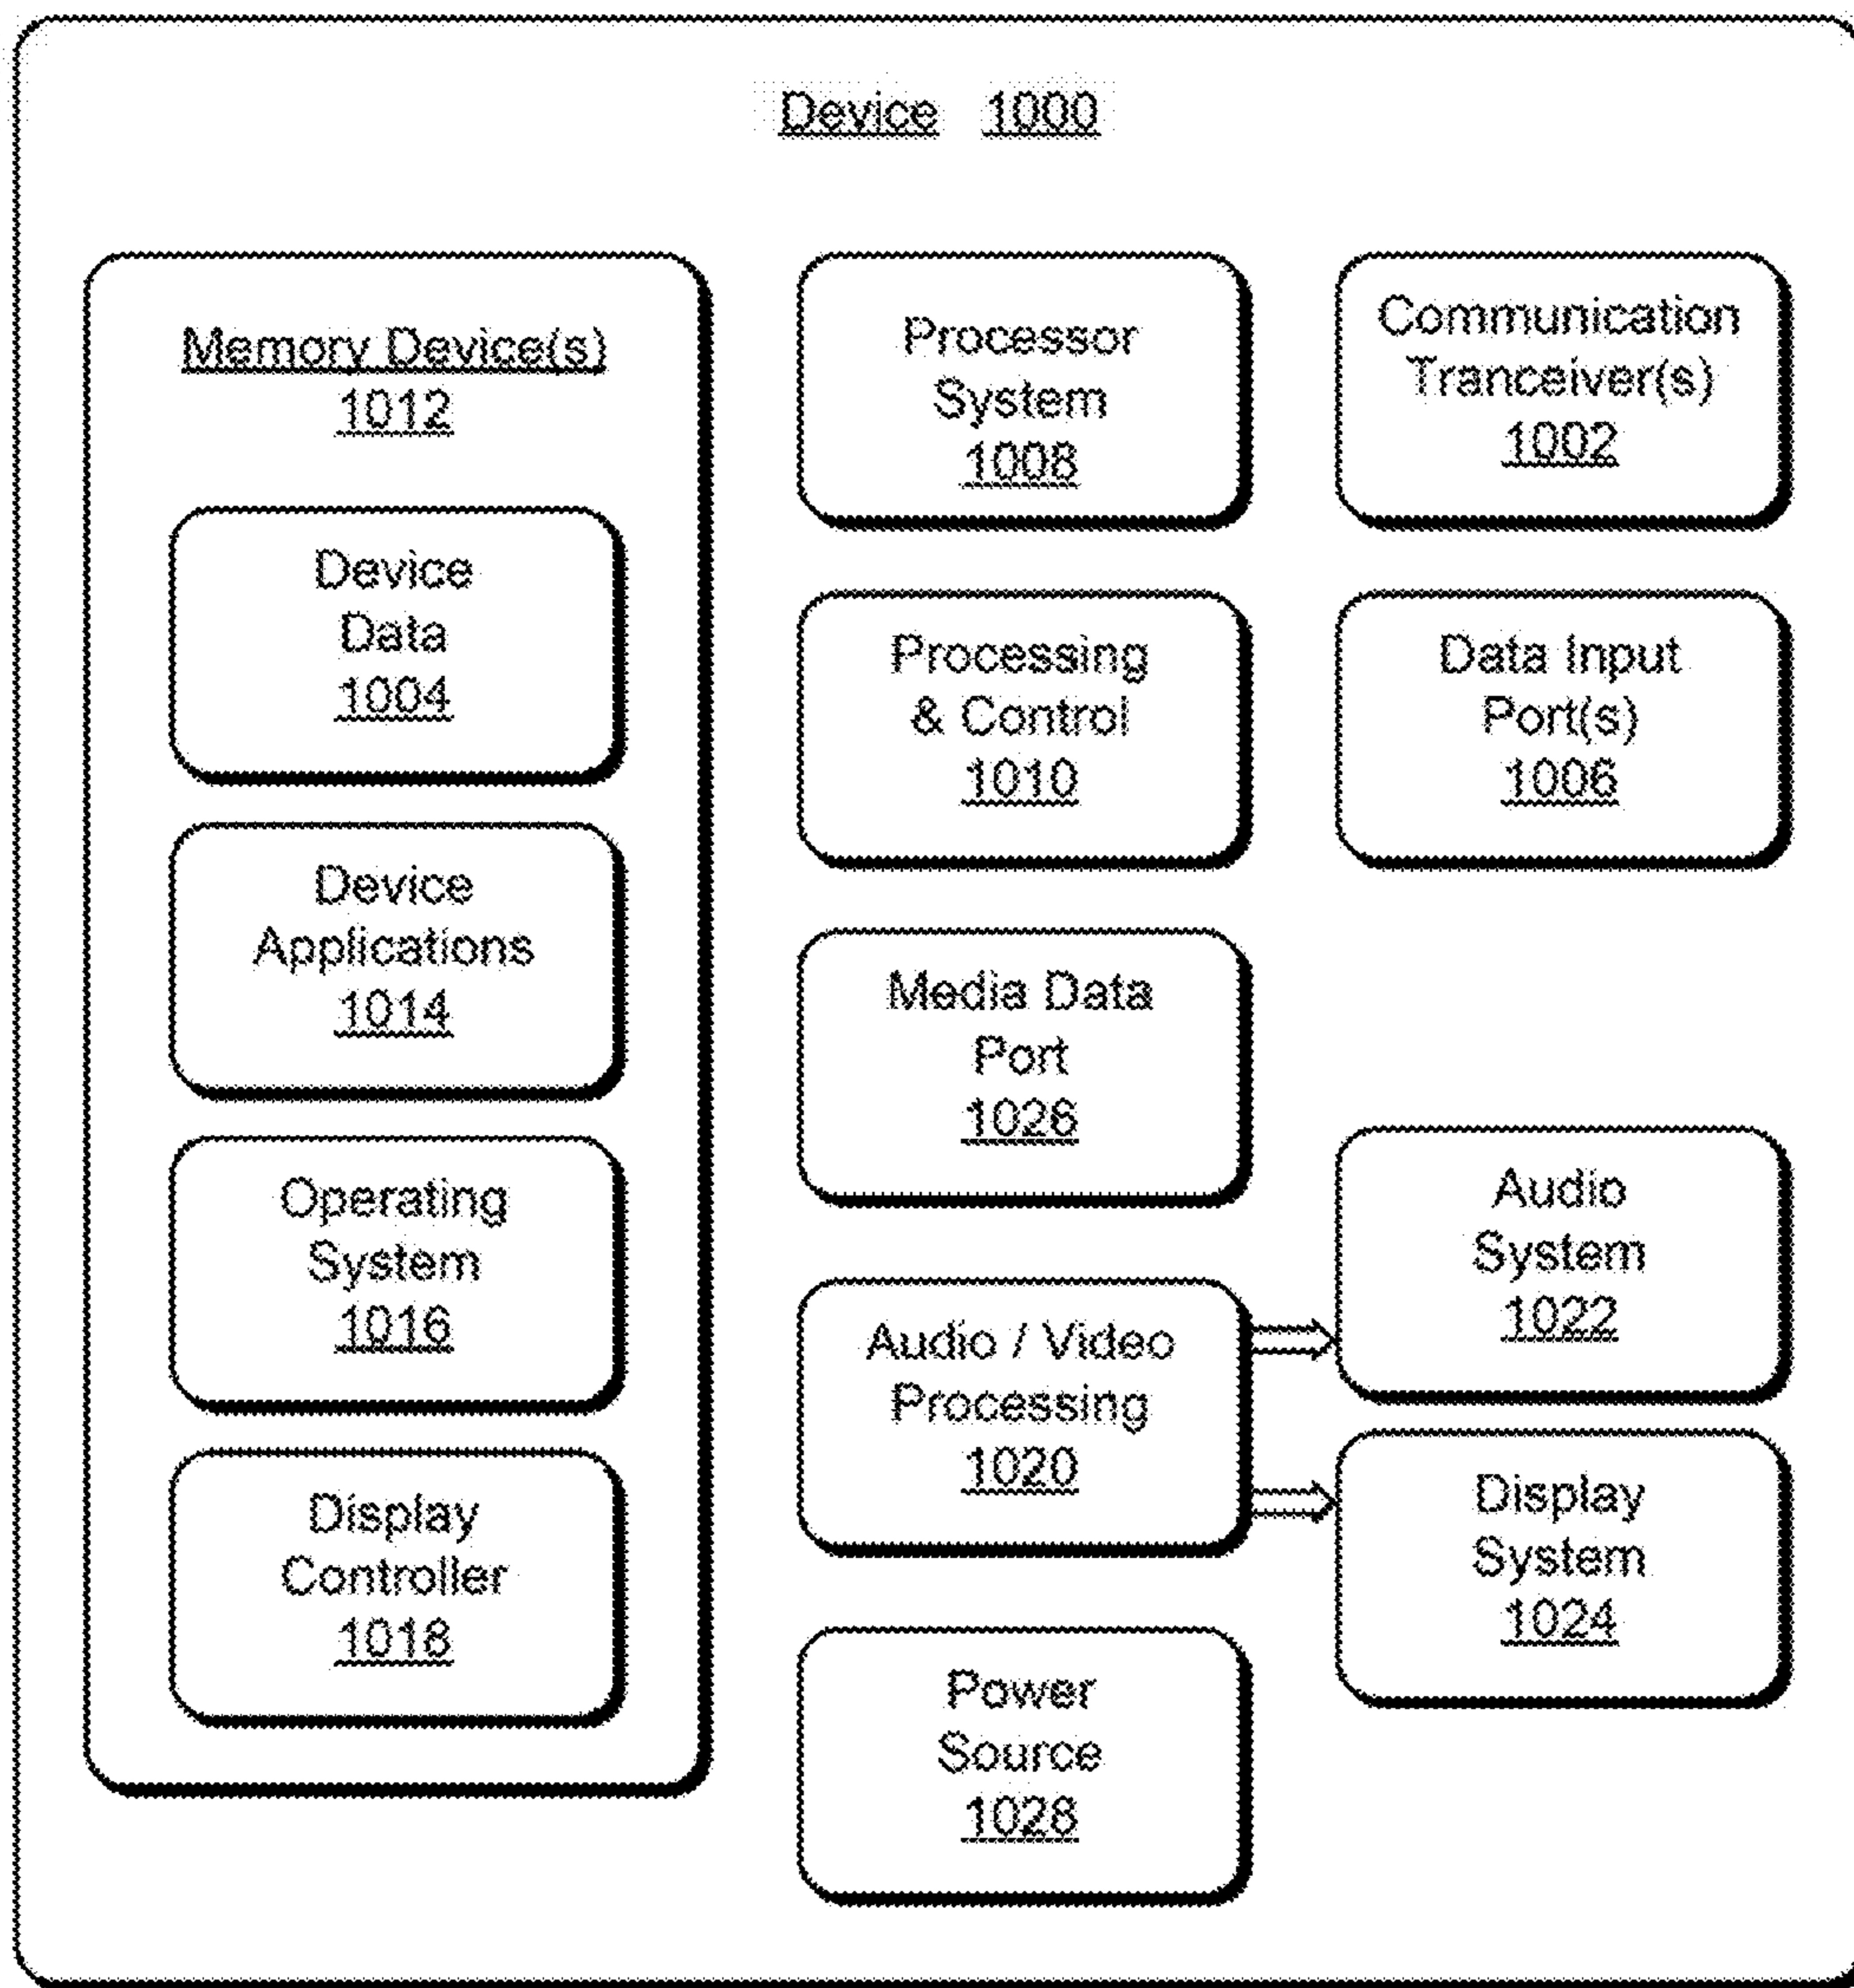 Device 1000
Memory Device(s)
1012
Device
Data
1004
Device
Applications
1014
Operating
System
1016
Display
Controller
1018
Processor
System
1008
Processing
& Control
1010
Media Data
Port
1026
Audio / Video
Processing
1020
Power
Source
1028
Communication
Tranceiver(s)
1002
Data Input
Port(s)
1006
Audio
System
1022
Display
System
1024